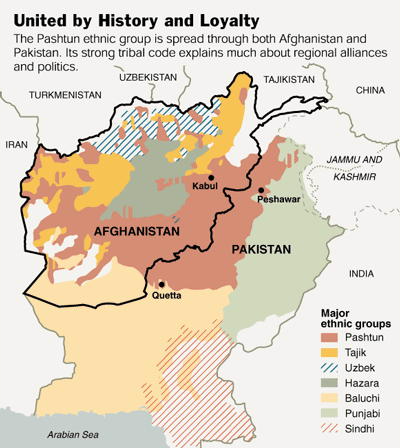 United by History and Loyalty
The Pashtun ethnic group is spread through both Afghanistan and
Pakistan. Its strong tribal code explains much about regional alliances
and politics.
UZBEKISTAN
TAJIKISTAN
TURKMENISTAN
CHINA
IRAN
JAMMU AND
KASHMIR
Kabul
Peshawar
AFGHANISTAN
PAKISTAN
INDIA
Quetta
Major
ethnic groups
Pashtun
Tajik
Uzbek
Hazara
Baluchi
Punjabi
Sindhi
Arabian Sea